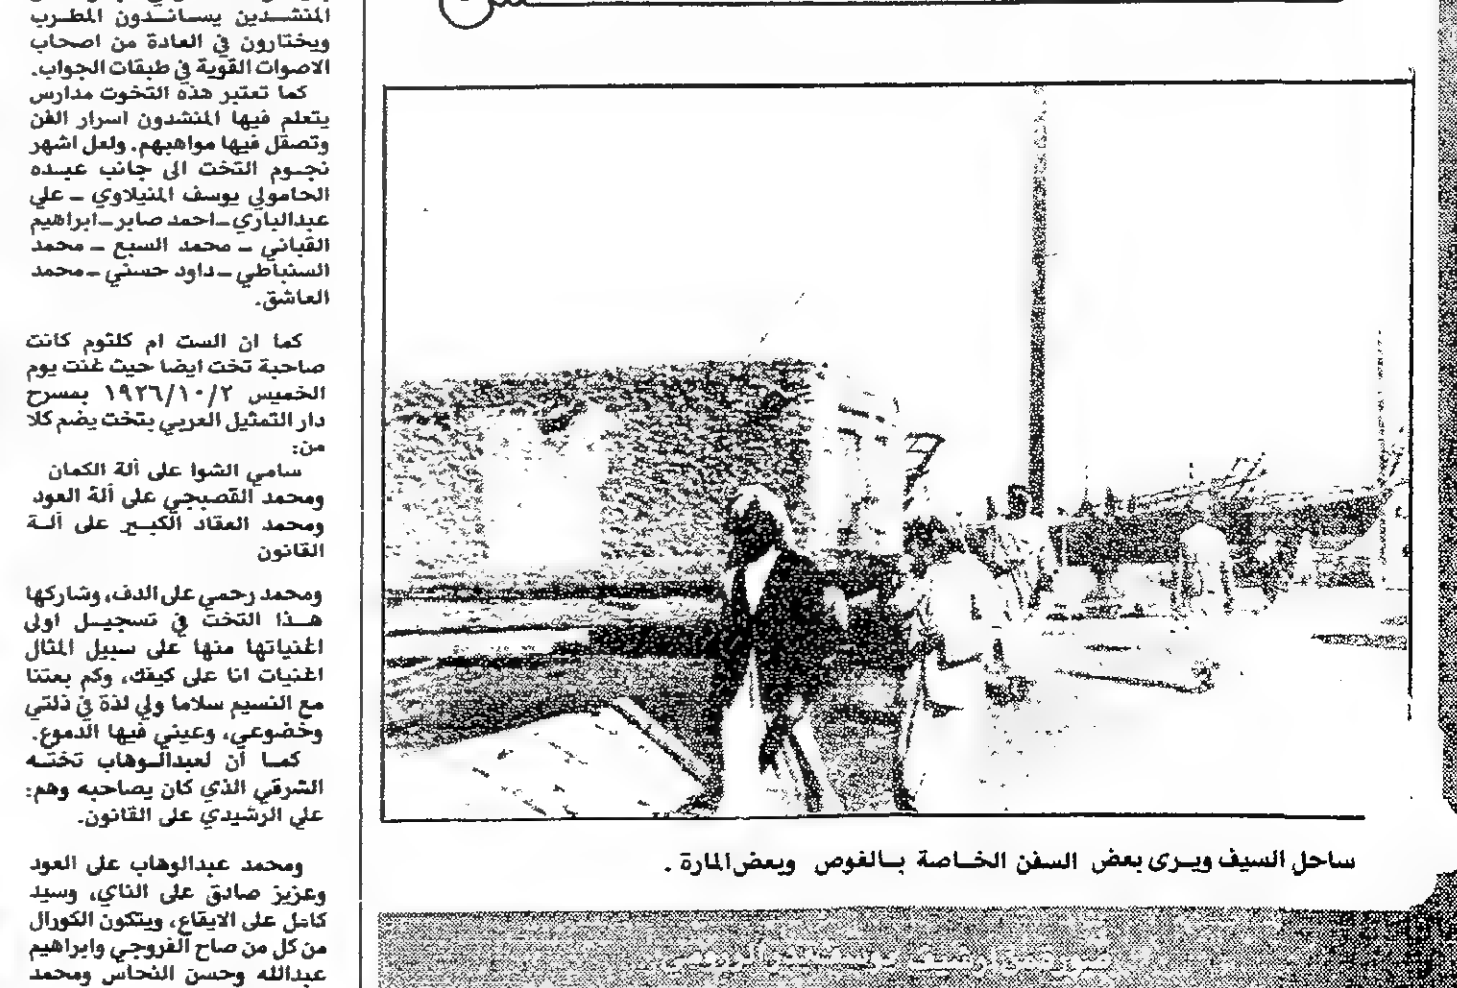 المنشدين يساندون المطرب
ويختارون في العادة من اصحاب
الاصوات القوية في طبقات الجواب.
كما تعتبر هذه التخوت مدارس
يتعلم فيها المنشدون اسرار الفن
وتصقل فيها مواهبهم. ولعل اشهر
نجوم التخت الى جانب عبده
الحامولي يوسف المنيلاوي ـ علي
عبدالباري ـ احمد صابر ـ ابراهيم
القباني ـ محمد السبع ـ محمد
السنباطي ـ داود حسني ـ محمد
العاشق.
كما ان الست ام كلثوم كانت
صاحبة تخت ايضا حيث غنت يوم
الخميس ١٩٢٦/١٠/٢ بمسرح
دار التمثيل العربي بتخت يضم كلا
من:
سامي الشوا على ألة الكمان
ومحمد القصبجي على ألة العود
ومحمد العقاد الكبير على ألة
القانون
ومحمد رحمي على الدف، وشاركها
هذا التخت في تسجيل اولى
اغنياتها منها على سبيل المثال
اغنيات انا على كيفك، وكم بعثنا
مع النسيم سلاما ولي لذة في ذلتي
وخضوعي، وعيني فيها الدموع.
كما أن لعبدالوهاب تخته
الشرقي الذي كان يصاحبه وهم:
علي الرشيدي على القانون.
ومحمد عبدالوهاب على العود
وعزيز صادق على الناي، وسيد
كامل على الايقاع، ويتكون الكورال
من كل من صاح الفروجي وابراهيم
عبدالله وحسن النحاس ومحمد
ساحل السيف ويرى بعض السفن الخاصة بالغوص وبعض المارة .